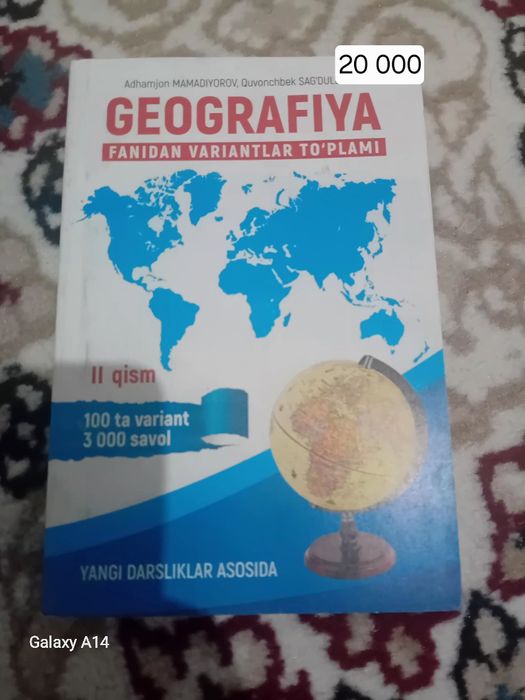 20 000
Adhamjon MAMADIYOROV, Quvonchbek
GEOGRAFIYA
FANIDAN VARIANTLAR TO‘PLAMI
II qism
100 ta variant
3 000 savol
YANGI DARSLIKLAR ASOSIDA
Galaxy A14